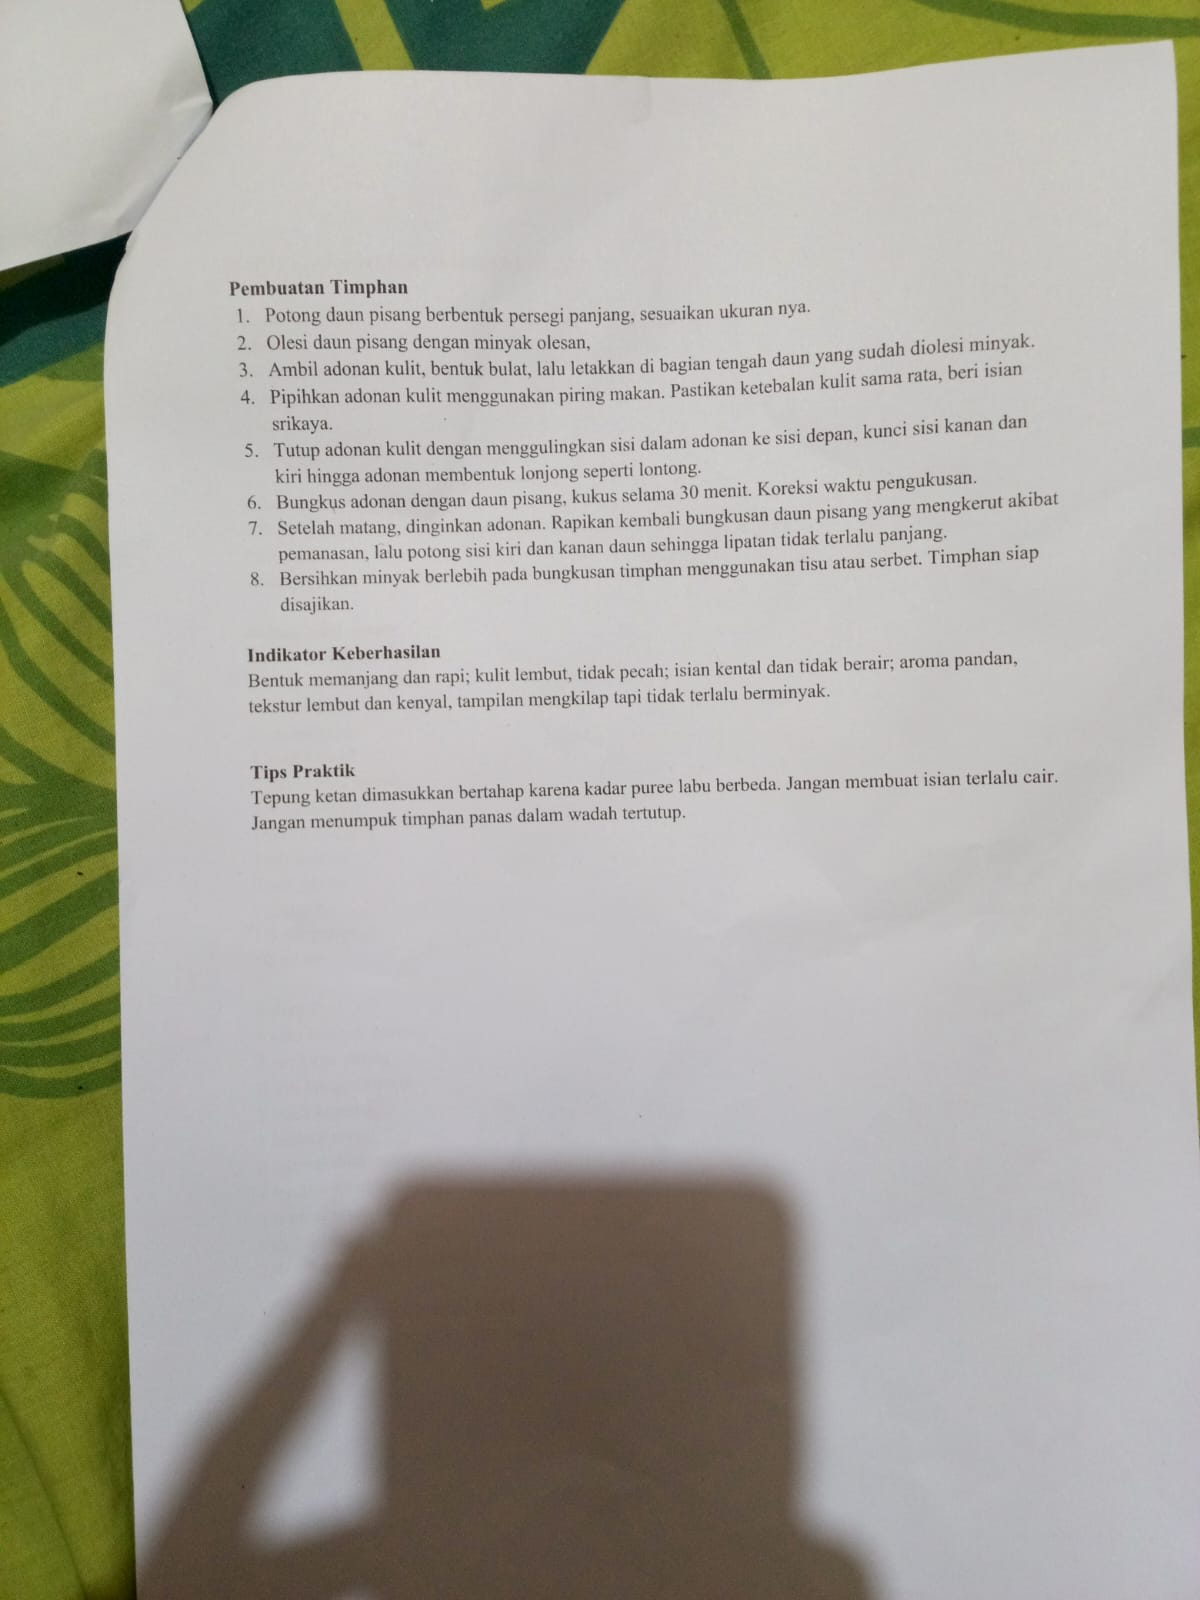 Pembuatan Timphan
1. Potong daun pisang berbentuk persegi panjang, sesuaikan ukuran nya.
2. Olesi daun pisang dengan minyak olesan,
3. Ambil adonan kulit, bentuk bulat, lalu letakkan di bagian tengah daun yang sudah diolesi minyak.
4. Pipihkan adonan kulit menggunakan piring makan. Pastikan ketebalan kulit sama rata, beri isian
srikaya.
5. Tutup adonan kulit dengan menggulingkan sisi dalam adonan ke sisi depan, kunci sisi kanan dan
kiri hingga adonan membentuk lonjong seperti lontong.
6. Bungkus adonan dengan daun pisang, kukus selama 30 menit. Koreksi waktu pengukusan.
7. Setelah matang, dinginkan adonan. Rapikan kembali bungkusan daun pisang yang mengkerut akibat
pemanasan, lalu potong sisi kiri dan kanan daun sehingga lipatan tidak terlalu panjang.
8. Bersihkan minyak berlebih pada bungkusan timphan menggunakan tisu atau serbet. Timphan siap
disajikan.
Indikator Keberhasilan
Bentuk memanjang dan rapi; kulit lembut, tidak pecah; isian kental dan tidak berair; aroma pandan,
tekstur lembut dan kenyal, tampilan mengkilap tapi tidak terlalu berminyak.
Tips Praktik
Tepung ketan dimasukkan bertahap karena kadar puree labu berbeda. Jangan membuat isian terlalu cair.
Jangan menumpuk timphan panas dalam wadah tertutup.